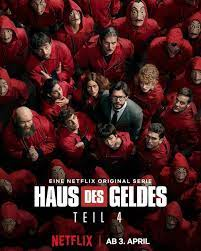 EINE NETFLIX ORIGINAL SERIE
HAUS DES GELDES
TEIL 4
NETFLIX | AB 3. APRIL